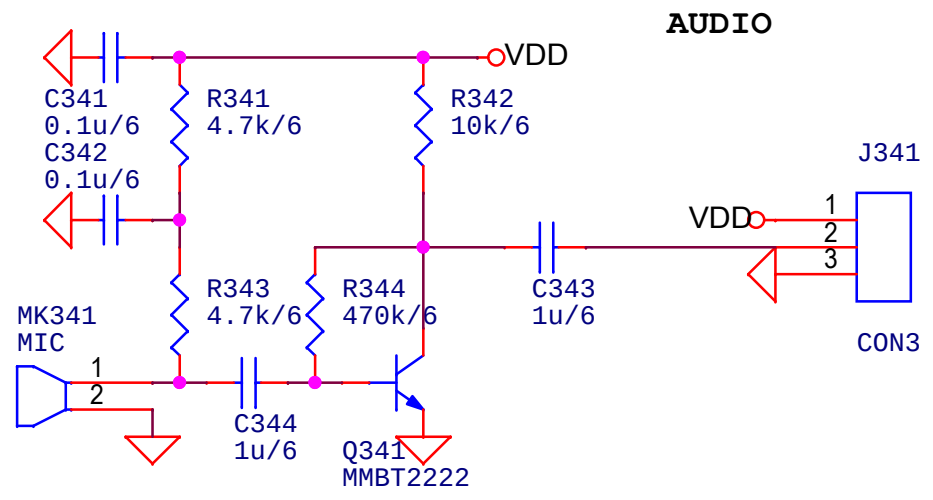 AUDIO
VDD
C341
0.1u/6
R341
4.7k/6
R342
10k/6
C342
0.1u/6
J341
VDD
1
2
3
R343
4.7k/6
R344
470k/6
C343
1u/6
CON3
MK341
MIC
1
2
C344
1u/6
Q341
MMBT2222